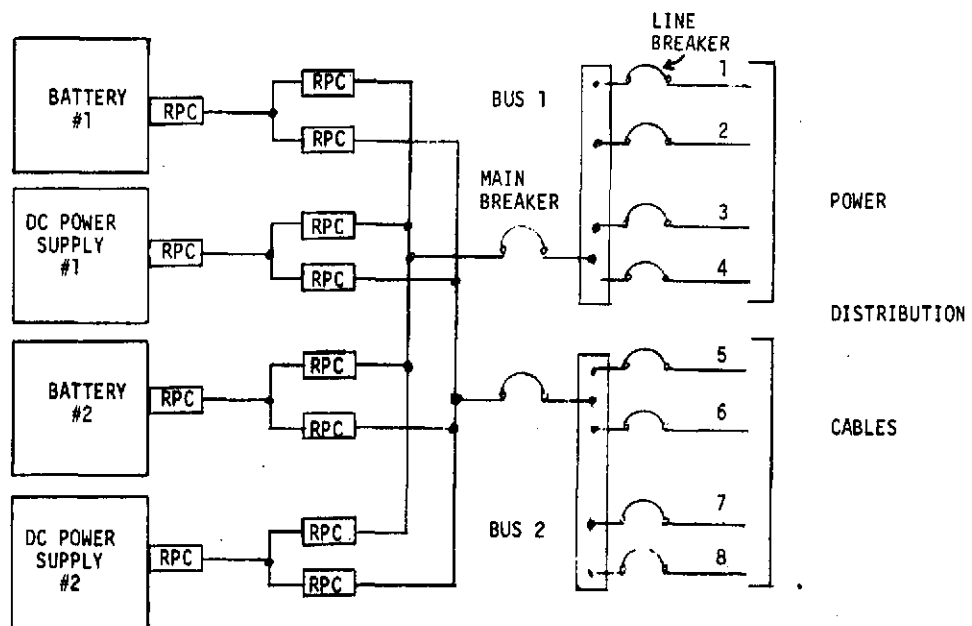 LINE
BREAKER
BATTERY
#1
RPC
RPC
RPC
BUS 1
1
2
3
4
MAIN
BREAKER
POWER
DC POWER
SUPPLY
#1
RPC
RPC
RPC
DISTRIBUTION
BATTERY
#2
RPC
RPC
RPC
5
6
7
8
CABLES
BUS 2
DC POWER
SUPPLY
#2
RPC
RPC
RPC